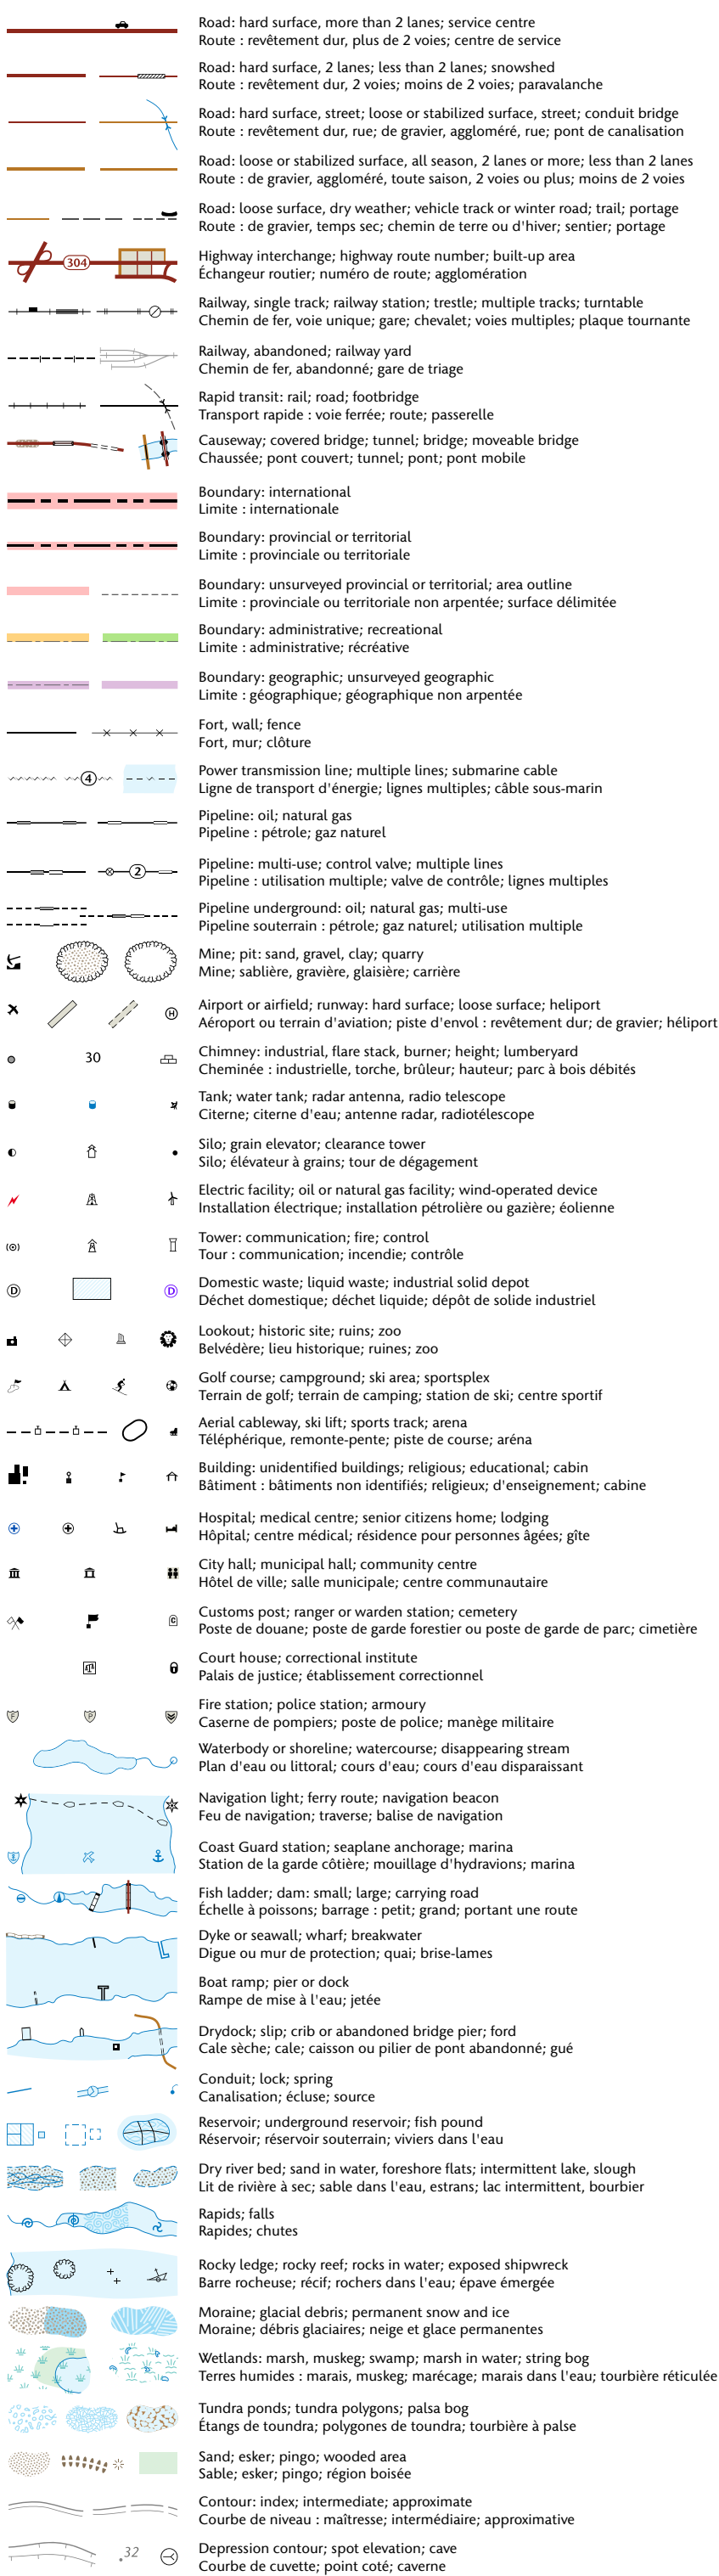 Road: hard surface, more than 2 lanes; service centre
Route : revêtement dur, plus de 2 voies; centre de service
Road: hard surface, 2 lanes; less than 2 lanes; snowshed
Route : revêtement dur, 2 voies; moins de 2 voies; paravalanche
Road: hard surface, street; loose or stabilized surface, street; conduit bridge
Route : revêtement dur, rue; de gravier, aggloméré, rue; pont de canalisation
Road: loose or stabilized surface, all season, 2 lanes or more; less than 2 lanes
Route : de gravier, aggloméré, toute saison, 2 voies ou plus; moins de 2 voies
Road: loose surface, dry weather; vehicle track or winter road; trail; portage
Route : de gravier, temps sec; chemin de terre ou d'hiver; sentier; portage
304
Highway interchange; highway route number; built-up area
Échangeur routier; numéro de route; agglomération
Railway, single track; railway station; trestle; multiple tracks; turntable
Chemin de fer, voie unique; gare; chevalet; voies multiples; plaque tournante
Railway, abandoned; railway yard
Chemin de fer, abandonné; gare de triage
Rapid transit: rail; road; footbridge
Transport rapide : voie ferrée; route; passerelle
Causeway; covered bridge; tunnel; bridge; moveable bridge
Chaussée; pont couvert; tunnel; pont; pont mobile
Boundary: international
Limite : internationale
Boundary: provincial or territorial
Limite : provinciale ou territoriale
Boundary: unsurveyed provincial or territorial; area outline
Limite : provinciale ou territoriale non arpentée; surface délimitée
Boundary: administrative; recreational
Limite : administrative; récréative
Boundary: geographic; unsurveyed geographic
Limite : géographique; géographique non arpentée
Fort, wall; fence
Fort, mur; clôture
4
Power transmission line; multiple lines; submarine cable
Ligne de transport d'énergie; lignes multiples; câble sous-marin
Pipeline: oil; natural gas
Pipeline : pétrole; gaz naturel
2
Pipeline: multi-use; control valve; multiple lines
Pipeline : utilisation multiple; valve de contrôle; lignes multiples
Pipeline underground: oil; natural gas; multi-use
Pipeline souterrain : pétrole; gaz naturel; utilisation multiple
Mine; pit: sand, gravel, clay; quarry
Mine; sablière, gravière, glaisière; carrière
H
Airport or airfield; runway: hard surface; loose surface; heliport
Aéroport ou terrain d'aviation; piste d'envol : revêtement dur; de gravier; héliport
30
Chimney: industrial, flare stack, burner; height; lumberyard
Cheminée : industrielle, torche, brûleur; hauteur; parc à bois débités
Tank; water tank; radar antenna, radio telescope
Citerne; citerne d'eau; antenne radar, radiotélescope
Silo; grain elevator; clearance tower
Silo; élévateur à grains; tour de dégagement
Electric facility; oil or natural gas facility; wind-operated device
Installation électrique; installation pétrolière ou gazière; éolienne
Tower: communication; fire; control
Tour : communication; incendie; contrôle
D D
Domestic waste; liquid waste; industrial solid depot
Déchet domestique; déchet liquide; dépôt de solide industriel
Lookout; historic site; ruins; zoo
Belvédère; lieu historique; ruines; zoo
Golf course; campground; ski area; sportsplex
Terrain de golf; terrain de camping; station de ski; centre sportif
Aerial cableway, ski lift; sports track; arena
Téléphérique, remonte-pente; piste de course; aréna
Building: unidentified buildings; religious; educational; cabin
Bâtiment : bâtiments non identifiés; religieux; d'enseignement; cabine
Hospital; medical centre; senior citizens home; lodging
Hôpital; centre médical; résidence pour personnes âgées; gîte
City hall; municipal hall; community centre
Hôtel de ville; salle municipale; centre communautaire
C
Customs post; ranger or warden station; cemetery
Poste de douane; poste de garde forestier ou poste de garde de parc; cimetière
Court house; correctional institute
Palais de justice; établissement correctionnel
F P
Fire station; police station; armoury
Caserne de pompiers; poste de police; manège militaire
Waterbody or shoreline; watercourse; disappearing stream
Plan d'eau ou littoral; cours d'eau; cours d'eau disparaissant
Navigation light; ferry route; navigation beacon
Feu de navigation; traverse; balise de navigation
Coast Guard station; seaplane anchorage; marina
Station de la garde côtière; mouillage d'hydravions; marina
Fish ladder; dam: small; large; carrying road
Échelle à poissons; barrage : petit; grand; portant une route
Dyke or seawall; wharf; breakwater
Digue ou mur de protection; quai; brise-lames
Boat ramp; pier or dock
Rampe de mise à l'eau; jetée
Drydock; slip; crib or abandoned bridge pier; ford
Cale sèche; cale; caisson ou pilier de pont abandonné; gué
Conduit; lock; spring
Canalisation; écluse; source
Reservoir; underground reservoir; fish pound
Réservoir; réservoir souterrain; viviers dans l'eau
Dry river bed; sand in water, foreshore flats; intermittent lake, slough
Lit de rivière à sec; sable dans l'eau, estrans; lac intermittent, bourbier
Rapids; falls
Rapides; chutes
Rocky ledge; rocky reef; rocks in water; exposed shipwreck
Barre rocheuse; récif; rochers dans l'eau; épave émergée
Moraine; glacial debris; permanent snow and ice
Moraine; débris glaciaires; neige et glace permanentes
Wetlands: marsh, muskeg; swamp; marsh in water; string bog
Terres humides : marais, muskeg; marécage; marais dans l'eau; tourbière réticulée
Tundra ponds; tundra polygons; palsa bog
Étangs de toundra; polygones de toundra; tourbière à palse
Sand; esker; pingo; wooded area
Sable; esker; pingo; région boisée
Contour: index; intermediate; approximate
Courbe de niveau : maîtresse; intermédiaire; approximative
.32
Depression contour; spot elevation; cave
Courbe de cuvette; point coté; caverne